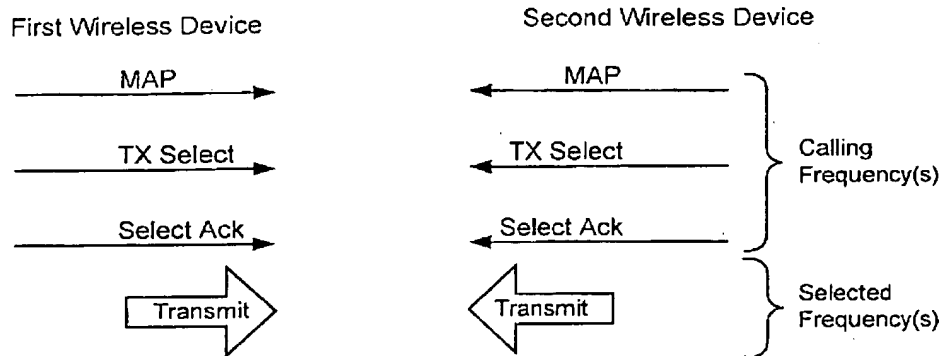 First Wireless Device
Second Wireless Device
MAP
MAP
TX Select
TX Select
Calling
Frequency(s)
Select Ack
Select Ack
Transmit
Transmit
Selected
Frequency(s)